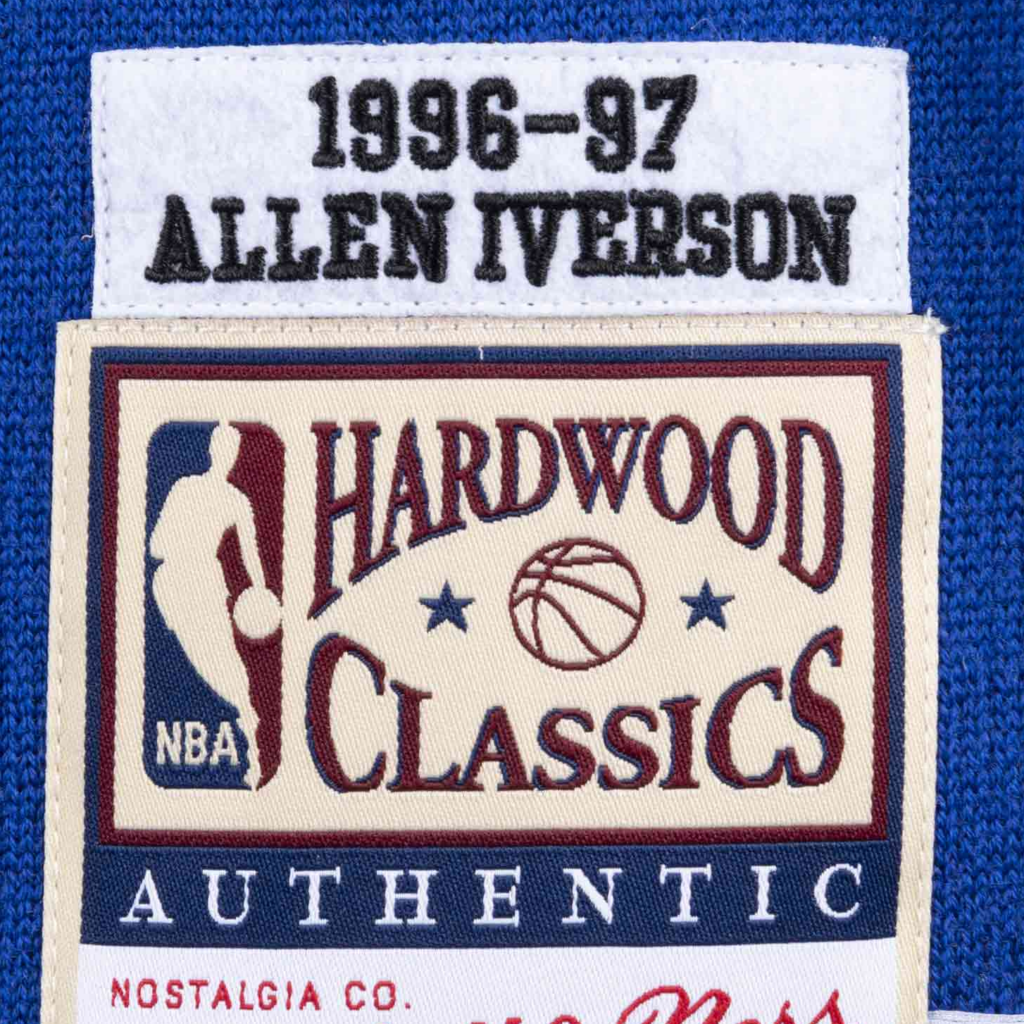 1996-97
ALLEN IVERSON
HARDWOOD
CLASSICS
NBA
AUTHENTIC
NOSTALGIA CO.